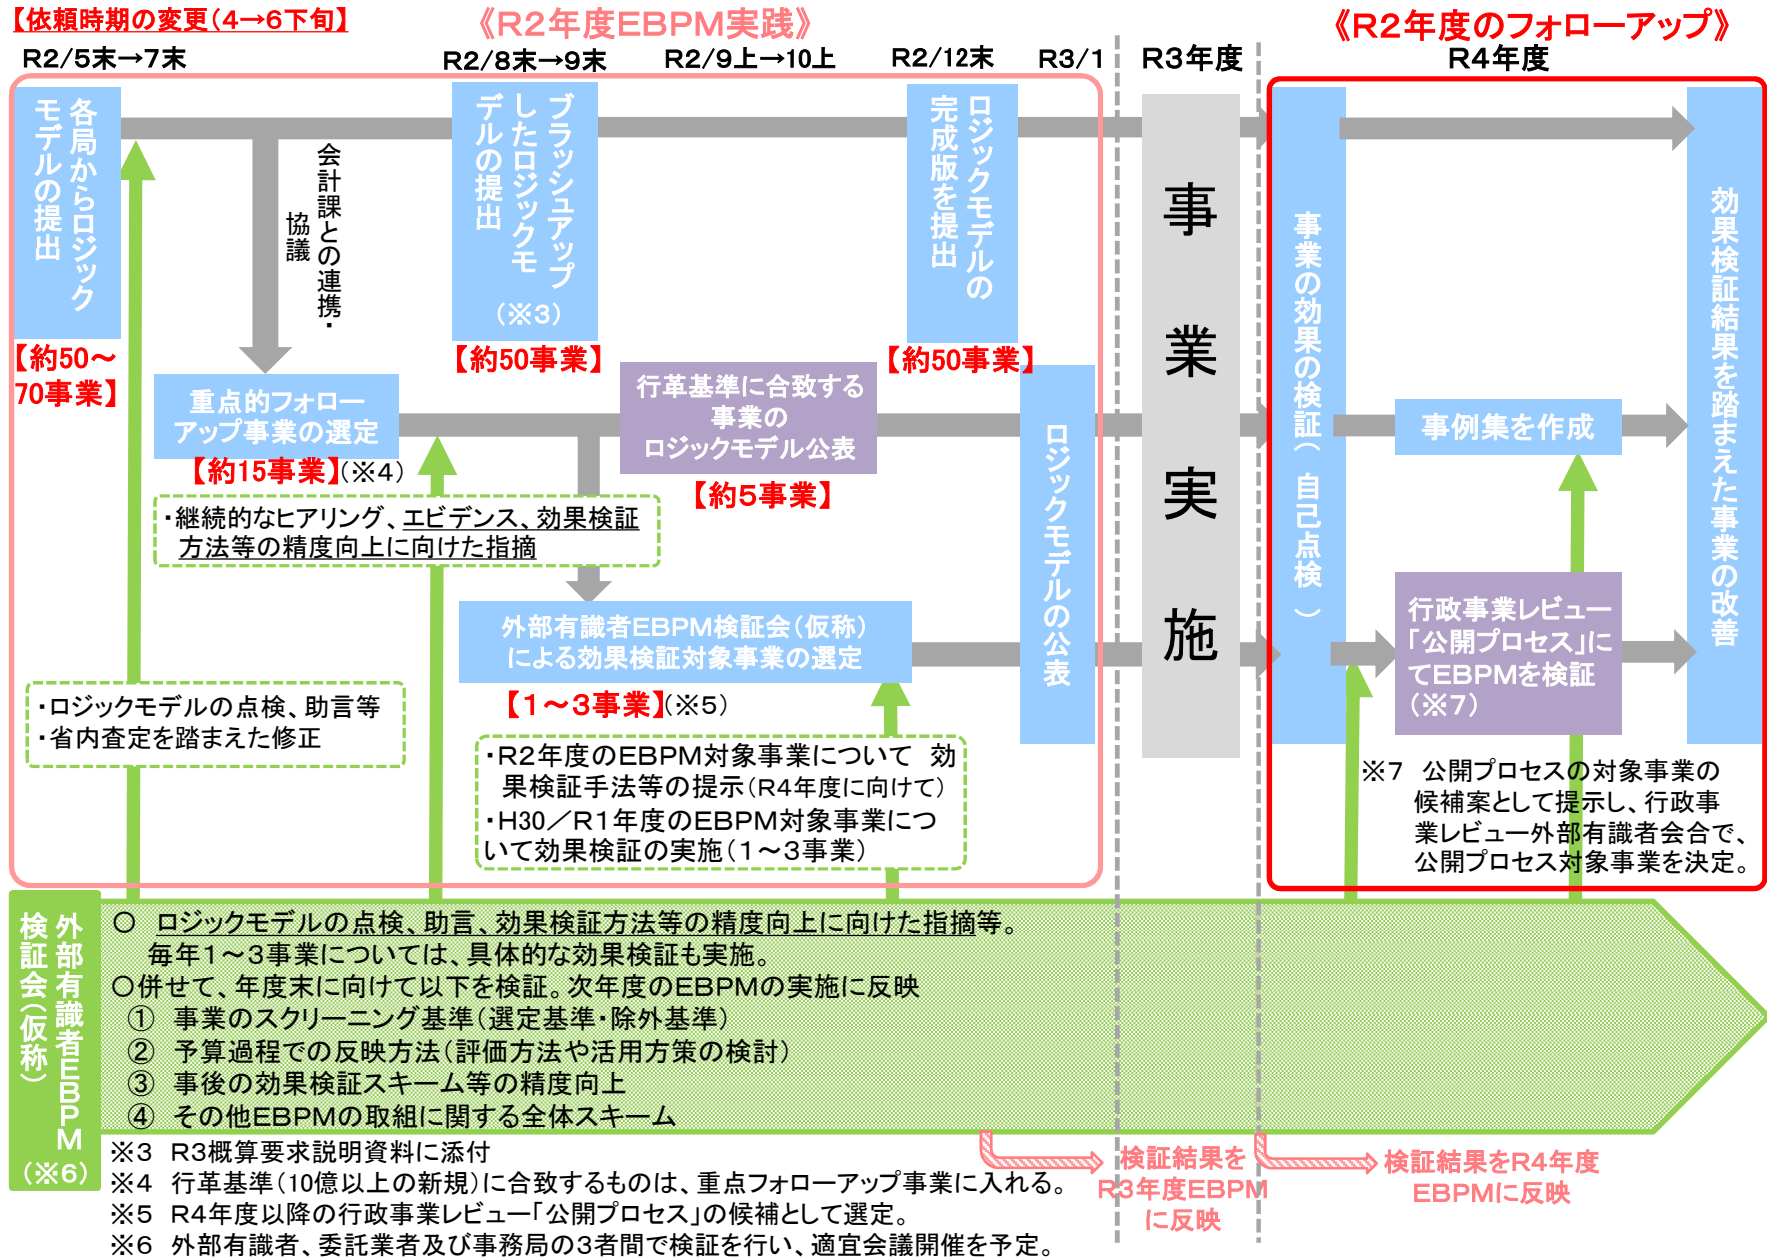 【依頼時期の変更(4→6下旬】
《R2年度EBPM実践》
《R2年度のフォローアップ》
R2/5末→7末
R2/8末→9末
R2/9上→10上
R2/12末
R3/1
R3年度
R4年度
各局からロジック
モデルの提出
【約50～
70事業】
会計課との連携・
協議
ブラッシュアップ
したロジックモ
デルの提出
(※3)
【約50事業】
ロジックモデルの
完成版を提出
【約50事業】
重点的フォロー
アップ事業の選定
【約15事業】(※4)
・継続的なヒアリング、エビデンス、効果検証
方法等の精度向上に向けた指摘
行革基準に合致する
事業の
ロジックモデル公表
【約5事業】
外部有識者EBPM検証会(仮称)
による効果検証対象事業の選定
【1～3事業】(※5)
・ロジックモデルの点検、助言等
・省内査定を踏まえた修正
・R2年度のEBPM対象事業について 効
果検証手法等の提示(R4年度に向けて)
・H30／R1年度のEBPM対象事業につ
いて効果検証の実施(1～3事業)
ロジックモデルの公表
事業実施
事業の効果の検証(自己点検)
事例集を作成
行政事業レビュー
「公開プロセス」に
てEBPMを検証
(※7)
効果検証結果を踏まえた事業の改善
※7 公開プロセスの対象事業の
候補案として提示し、行政事
業レビュー外部有識者会合で、
公開プロセス対象事業を決定。
外部有識者EBPM
検証会(仮称)
(※6)
○ ロジックモデルの点検、助言、効果検証方法等の精度向上に向けた指摘等。
毎年1～3事業については、具体的な効果検証も実施。
○併せて、年度末に向けて以下を検証。次年度のEBPMの実施に反映
① 事業のスクリーニング基準(選定基準・除外基準)
② 予算過程での反映方法(評価方法や活用方策の検討)
③ 事後の効果検証スキーム等の精度向上
④ その他EBPMの取組に関する全体スキーム
検証結果を
R3年度EBPM
に反映
検証結果をR4年度
EBPMに反映
※3 R3概算要求説明資料に添付
※4 行革基準(10億以上の新規)に合致するものは、重点フォローアップ事業に入れる。
※5 R4年度以降の行政事業レビュー「公開プロセス」の候補として選定。
※6 外部有識者、委託業者及び事務局の3者間で検証を行い、適宜会議開催を予定。